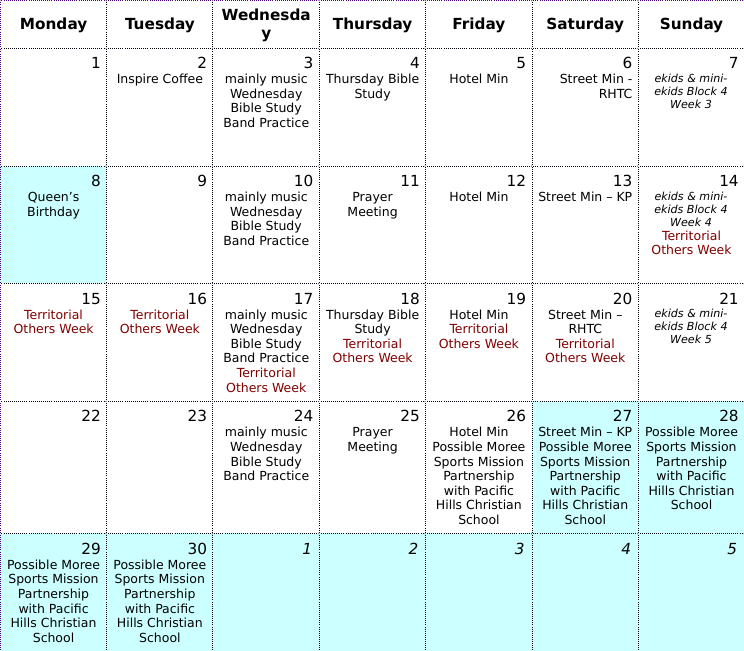 Monday
Tuesday
Wednesda
y
Thursday
Friday
Saturday
Sunday
1
2
Inspire Coffee
3
mainly music
Wednesday
Bible Study
Band Practice
4
Thursday Bible
Study
5
Hotel Min
6
Street Min -
RHTC
7
ekids & mini-
ekids Block 4
Week 3
8
Queen’s
Birthday
9
10
mainly music
Wednesday
Bible Study
Band Practice
11
Prayer
Meeting
12
Hotel Min
13
Street Min – KP
14
ekids & mini-
ekids Block 4
Week 4
Territorial
Others Week
15
Territorial
Others Week
16
Territorial
Others Week
17
mainly music
Wednesday
Bible Study
Band Practice
Territorial
Others Week
18
Thursday Bible
Study
Territorial
Others Week
19
Hotel Min
Territorial
Others Week
20
Street Min –
RHTC
Territorial
Others Week
21
ekids & mini-
ekids Block 4
Week 5
22
23
24
mainly music
Wednesday
Bible Study
Band Practice
25
Prayer
Meeting
26
Hotel Min
Possible Moree
Sports Mission
Partnership
with Pacific
Hills Christian
School
27
Street Min – KP
Possible Moree
Sports Mission
Partnership
with Pacific
Hills Christian
School
28
Possible Moree
Sports Mission
Partnership
with Pacific
Hills Christian
School
29
Possible Moree
Sports Mission
Partnership
with Pacific
Hills Christian
School
30
Possible Moree
Sports Mission
Partnership
with Pacific
Hills Christian
School
1
2
3
4
5